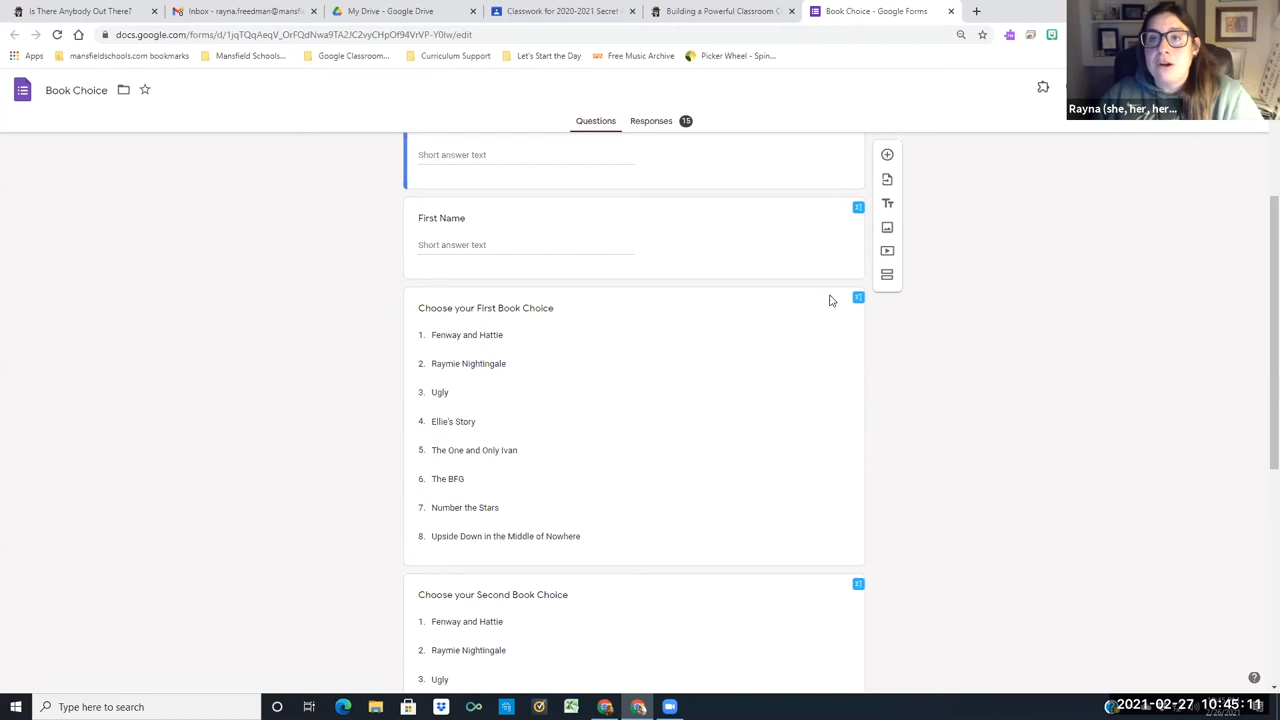 Is There Anybody Out There?
Inbox - rayna.freedman@mansf
My Drive - Google Drive
Classwork for 2020-2021 Secret
Building a Powerful Classroom C
Book Choice - Google Forms
docs.google.com/forms/d/
/edit
Apps
mansfieldschools.com bookmarks
Mansfield Schools...
Google Classroom...
Curriculum Support
Let's Start the Day
Free Music Archive
Picker Wheel - Spin...
Rayna (she, her, her...
Book Choice
Questions
Responses 15
Short answer text
First Name
Short answer text
Choose your First Book Choice
1. Fenway and Hattie
2. Raymie Nightingale
3. Ugly
4. Ellie's Story
5. The One and Only Ivan
6. The BFG
7. Number the Stars
8. Upside Down in the Middle of Nowhere
Choose your Second Book Choice
1. Fenway and Hattie
2. Raymie Nightingale
3. Ugly
Type here to search
2021-02-27 10:45:11